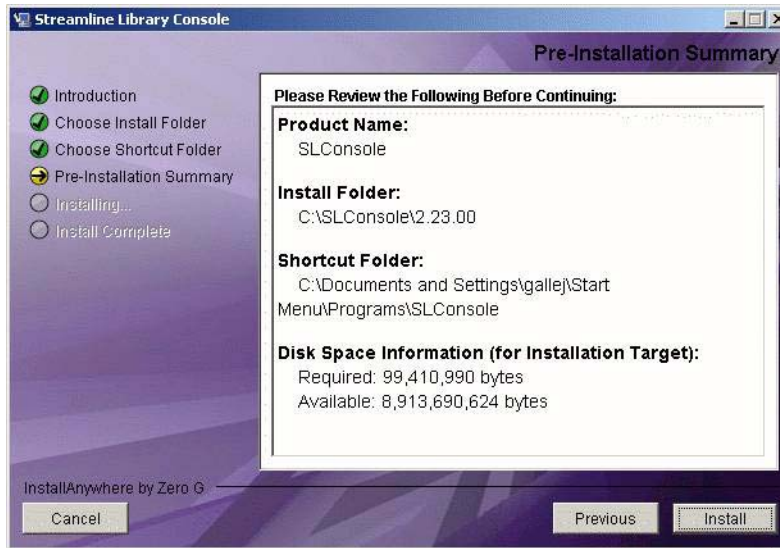 Streamline Library Console
Pre-Installation Summary
Introduction
Choose Install Folder
Choose Shortcut Folder
Pre-Installation Summary
Installing...
Install Complete
Please Review the Following Before Continuing:
Product Name:
SLConsole
Install Folder:
C:\SLConsole\2.23.00
Shortcut Folder:
C:\Documents and Settings\gallej\Start
Menu\Programs\SLConsole
Disk Space Information (for Installation Target):
Required: 99,410,990 bytes
Available: 8,913,690,624 bytes
InstallAnywhere by Zero G
Cancel
Previous
Install